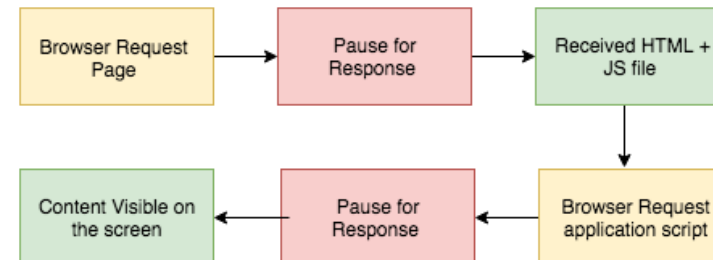 Browser Request
Page
Pause for
Response
Received HTML +
JS file
Browser Request
application script
Pause for
Response
Content Visible on
the screen